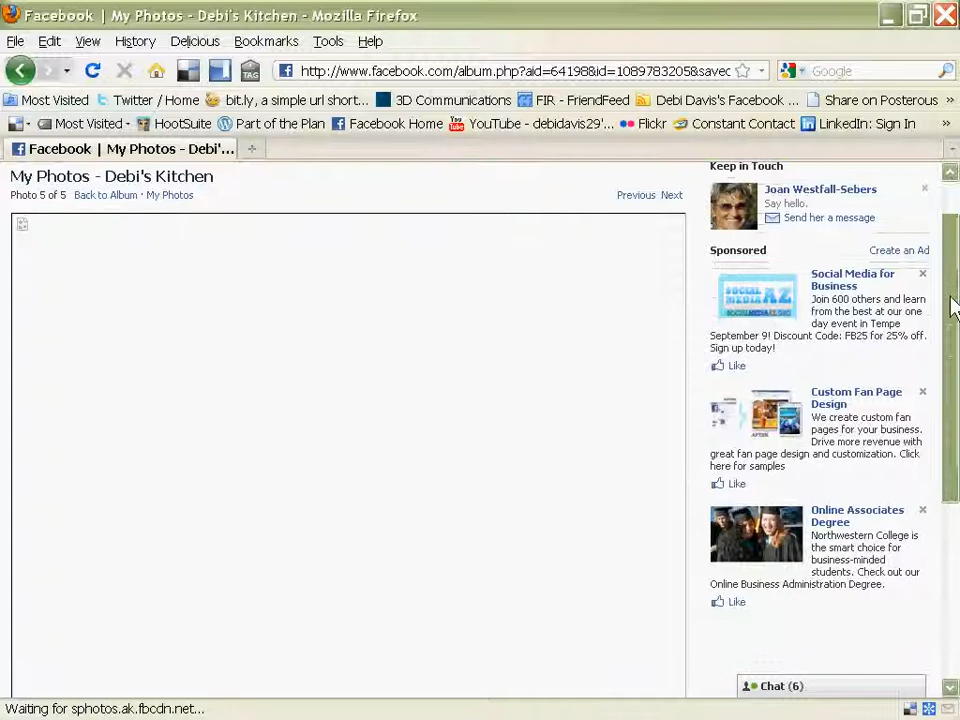 Facebook | My Photos - Debi's Kitchen - Mozilla Firefox
File Edit View History Delicious Bookmarks Tools Help
TAG http://www.facebook.com/album.php?aid=64198&id=1089783205&saved Google
Most Visited Twitter / Home bit.ly, a simple url short... 3D Communications FIR - FriendFeed Debi Davis's Facebook ... Share on Posterous »
Most Visited HootSuite Part of the Plan Facebook Home YouTube - debidavis29'... Flickr Constant Contact LinkedIn: Sign In »
Facebook | My Photos - Debi'...
My Photos - Debi's Kitchen
Photo 5 of 5 Back to Album · My Photos Previous Next
Keep in Touch
Joan Westfall-Sebers
Say hello.
Send her a message
Sponsored Create an Ad
Social Media for
Business
SOCIAL
MEDIA AZ
Join 600 others and learn
from the best at our one
day event in Tempe
September 9! Discount Code: FB25 for 25% off.
Sign up today!
Like
Custom Fan Page
Design
We create custom fan
pages for your business.
Drive more revenue with
great fan page design and customization. Click
here for samples
Like
Online Associates
Degree
Northwestern College is
the smart choice for
business-minded
students. Check out our
Online Business Administration Degree.
Like
Chat (6)
Waiting for sphotos.ak.fbcdn.net...